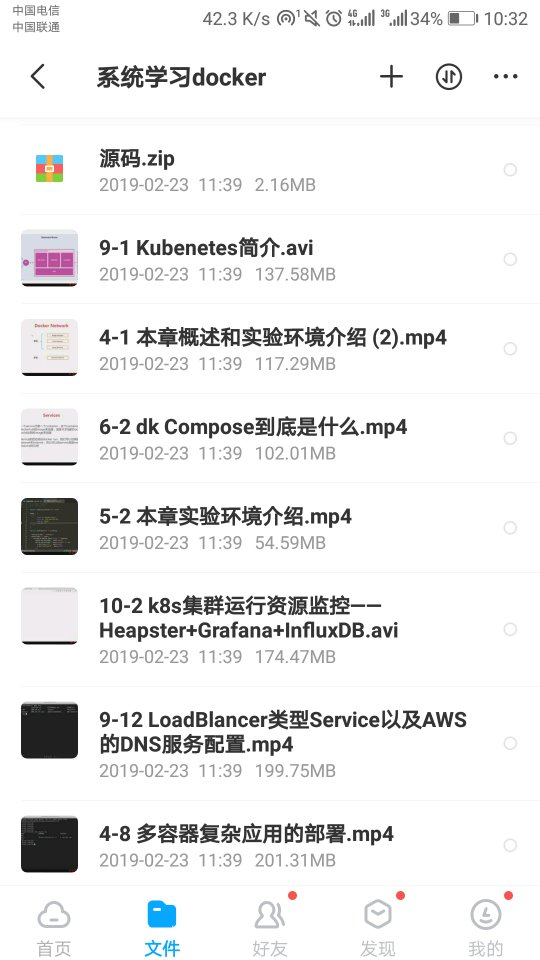 中国电信
中国联通
42.3 K/s 1 4G 3G 34% 10:32
系统学习docker
源码.zip
2019-02-23 11:39 2.16MB
9-1 Kubenetes简介.avi
2019-02-23 11:39 137.58MB
Docker Network
4-1 本章概述和实验环境介绍 (2).mp4
2019-02-23 11:39 117.29MB
Services
6-2 dk Compose到底是什么.mp4
2019-02-23 11:39 102.01MB
5-2 本章实验环境介绍.mp4
2019-02-23 11:39 54.59MB
10-2 k8s集群运行资源监控——
Heapster+Grafana+InfluxDB.avi
2019-02-23 11:39 174.47MB
9-12 LoadBlancer类型Service以及AWS
的DNS服务配置.mp4
2019-02-23 11:39 199.75MB
4-8 多容器复杂应用的部署.mp4
2019-02-23 11:39 201.31MB
首页 文件 好友 发现 我的